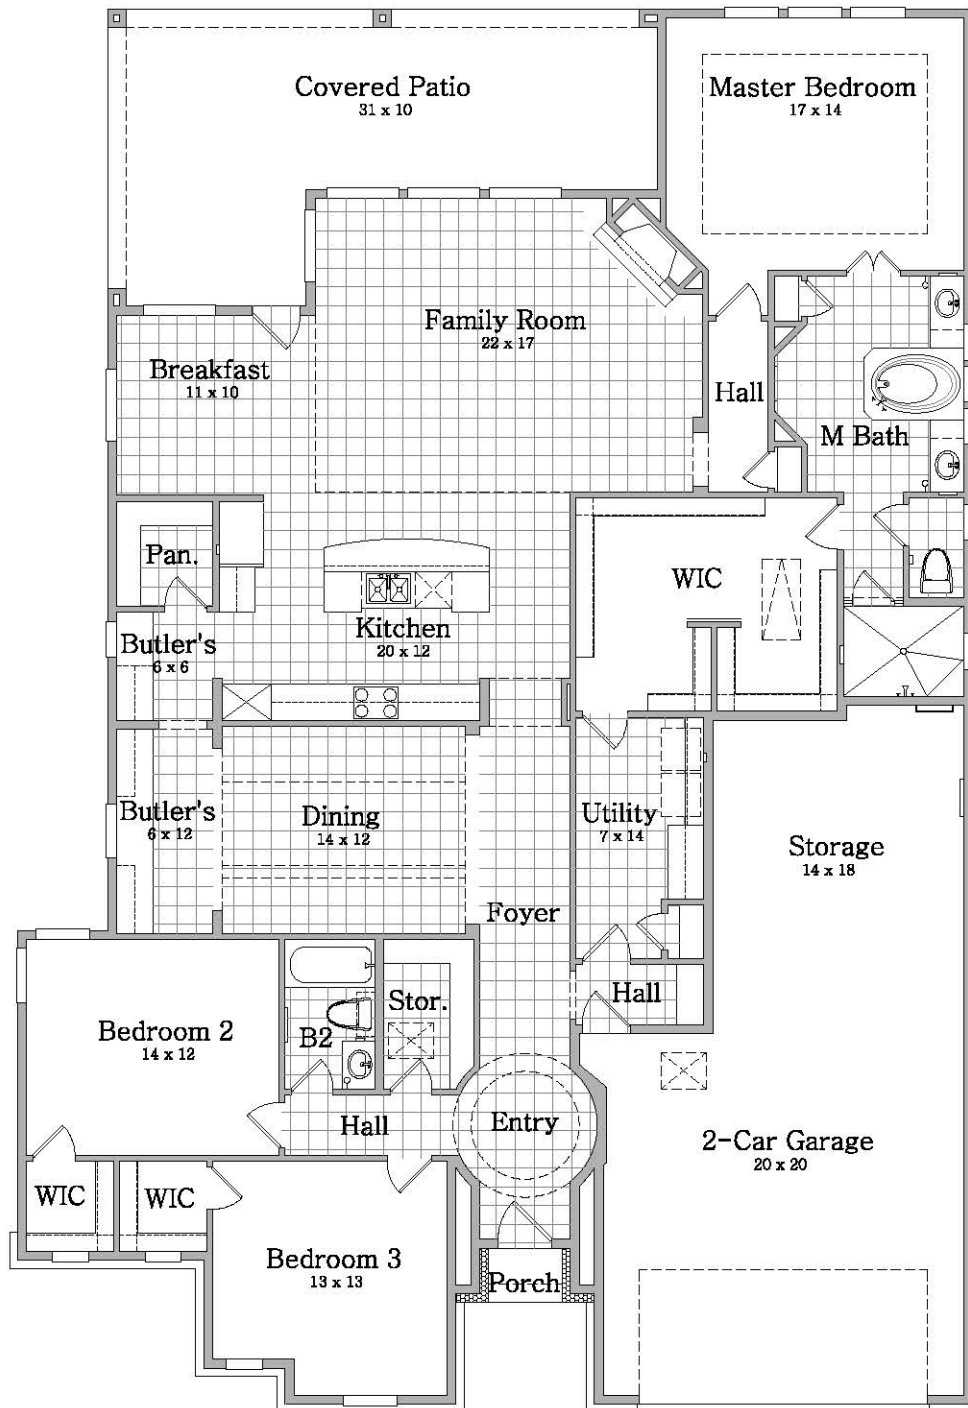 Covered Patio
31 x 10
Master Bedroom
17 x 14
Family Room
22 x 17
Breakfast
11 x 10
Hall
M Bath
Pan.
WIC
Kitchen
20 x 12
Butler's
6 x 6
Butler's
6 x 12
Dining
14 x 12
Utility
7 x 14
Storage
14 x 18
Foyer
Hall
Stor.
Bedroom 2
14 x 12
B2
Hall
Entry
2-Car Garage
20 x 20
WIC
WIC
Bedroom 3
13 x 13
Porch